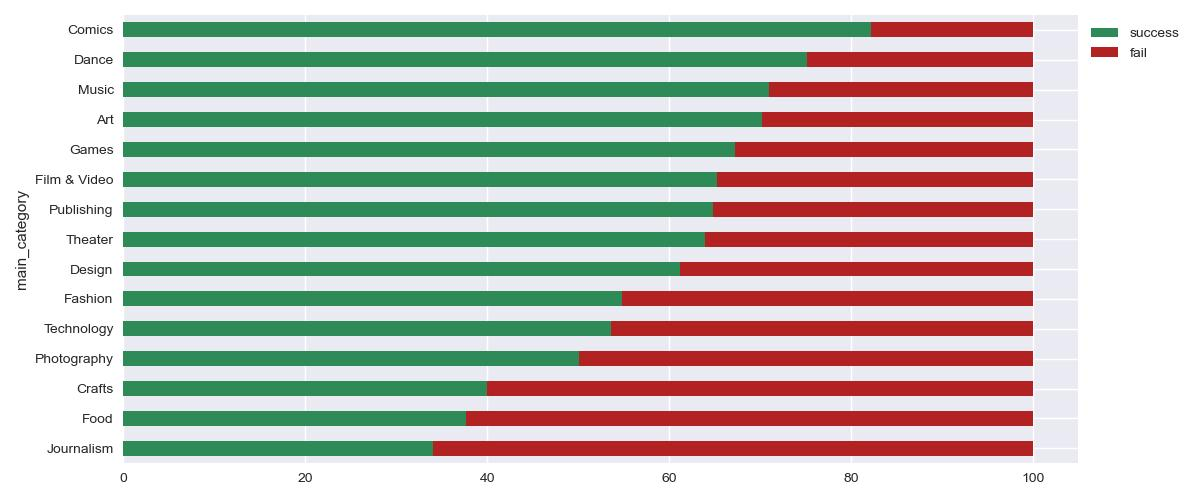 Comics
Dance
Music
Art
Games
Film & Video
Publishing
Theater
Design
Fashion
Technology
Photography
Crafts
Food
Journalism
main_category
0 20 40 60 80 100
success
fail